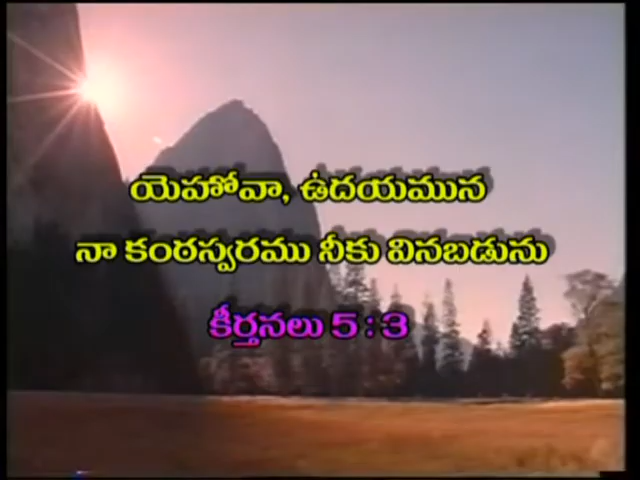 యెహోవా, ఉదయమున
నా కంఠస్వరము నీకు వినబడును
కీర్తనలు 5 : 3